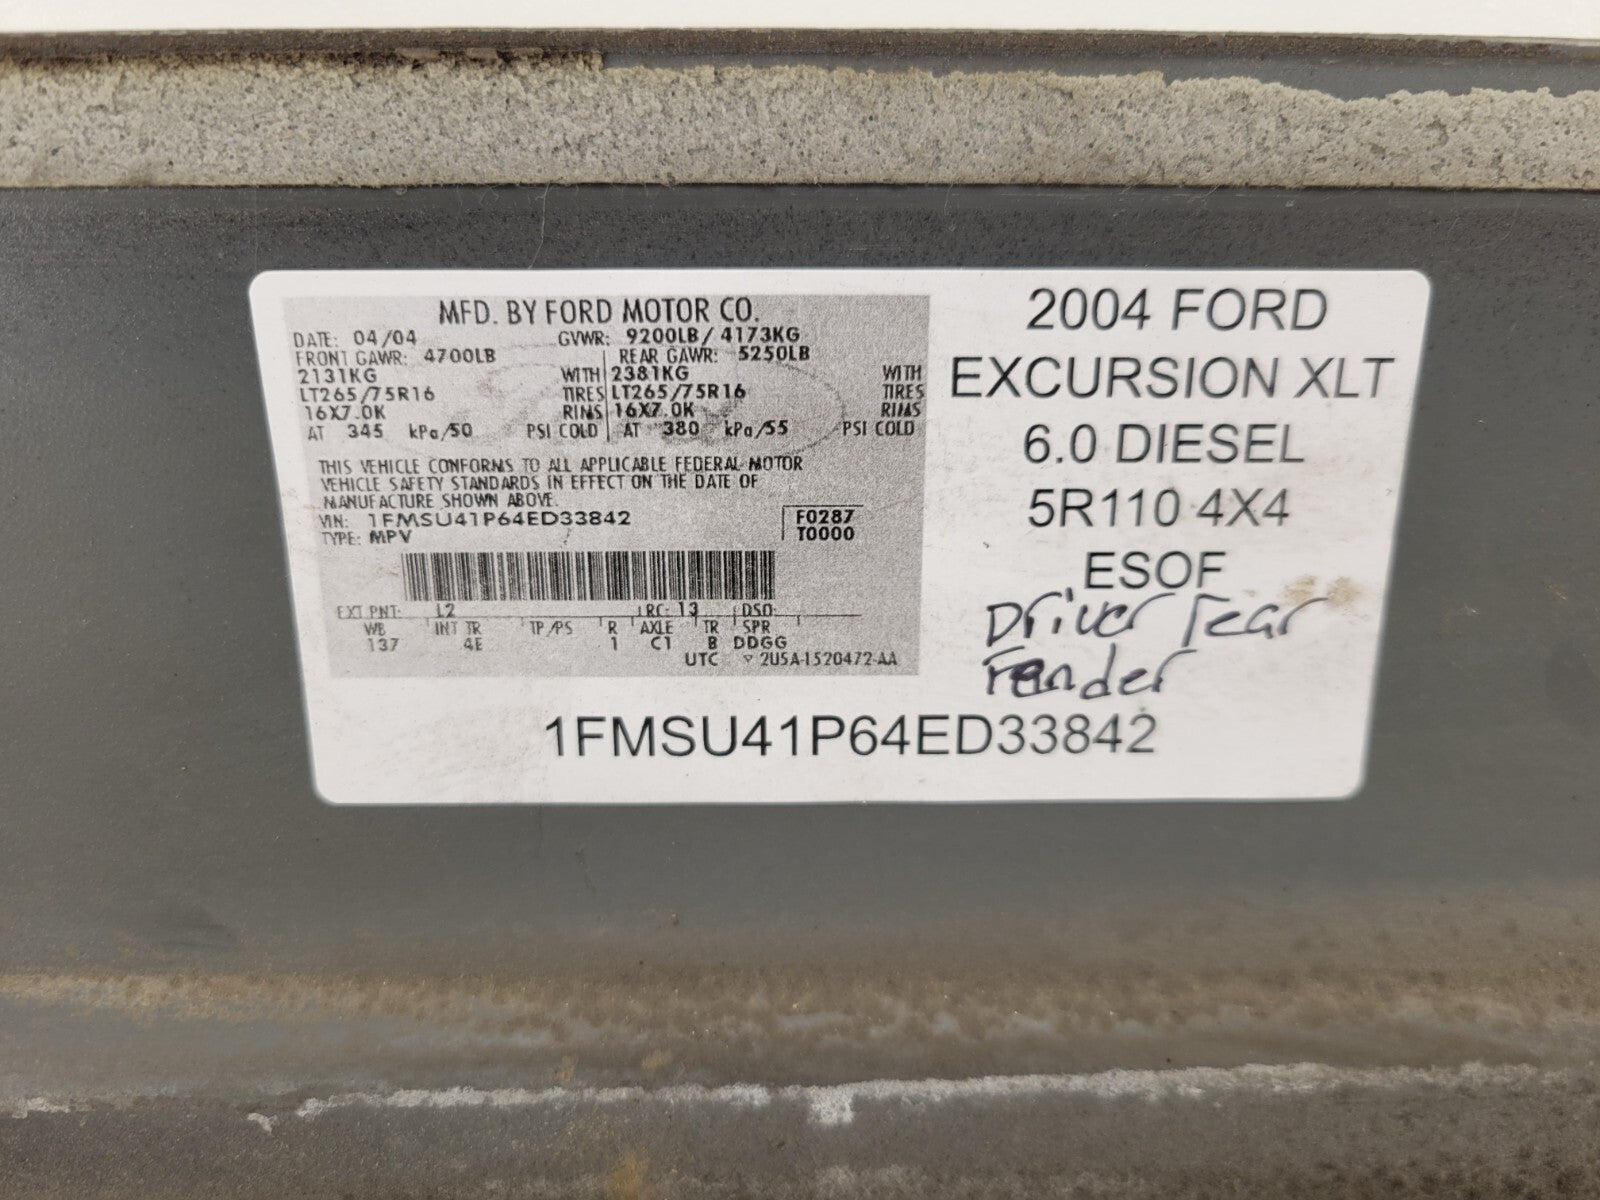 MFD. BY FORD MOTOR CO.
DATE: 04/04 GVWR: 9200LB/ 4173KG
FRONT GAWR: 4700LB REAR GAWR: 5250LB
2131KG WITH 2381KG WITH
LT265/75R16 TIRES LT265/75R16 TIRES
16X7.0K RIMS 16X7.0K RIMS
AT 345 kPa/50 PSI COLD AT 380 kPa/55 PSI COLD
THIS VEHICLE CONFORMS TO ALL APPLICABLE FEDERAL MOTOR
VEHICLE SAFETY STANDARDS IN EFFECT ON THE DATE OF
MANUFACTURE SHOWN ABOVE.
VIN: 1FMSU41P64ED33842 F0287
TYPE: MPV T0000
EXT PNT: L2 RC: 13 DSO:
WB INT TR TP/PS R AXLE TR SPR
137 4E 1 C1 B DDGG
UTC ▽ 2U5A-1520472-AA
2004 FORD
EXCURSION XLT
6.0 DIESEL
5R110 4X4
ESOF
Driver rear
Fender
1FMSU41P64ED33842